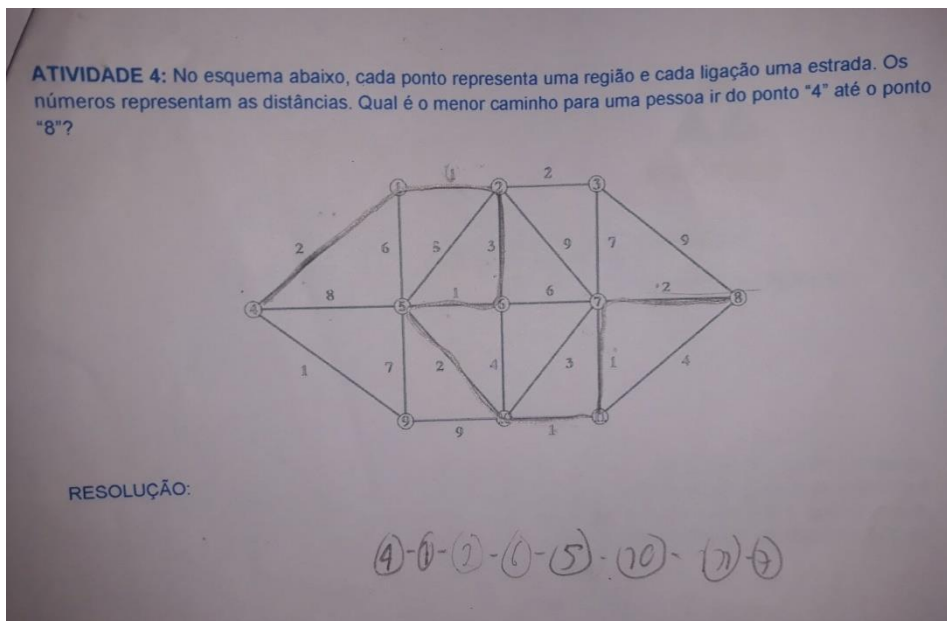 ATIVIDADE 4: No esquema abaixo, cada ponto representa uma região e cada ligação uma estrada. Os
números representam as distâncias. Qual é o menor caminho para uma pessoa ir do ponto “4” até o ponto
“8”?
2
1 2 3
2 6 5 3 9 7 9
8 1 6 2
4 5 6 7 8
1 7 2 4 3 1 4
9 10 11
9 1
RESOLUÇÃO:
4-1-2-6-5-10-11-7